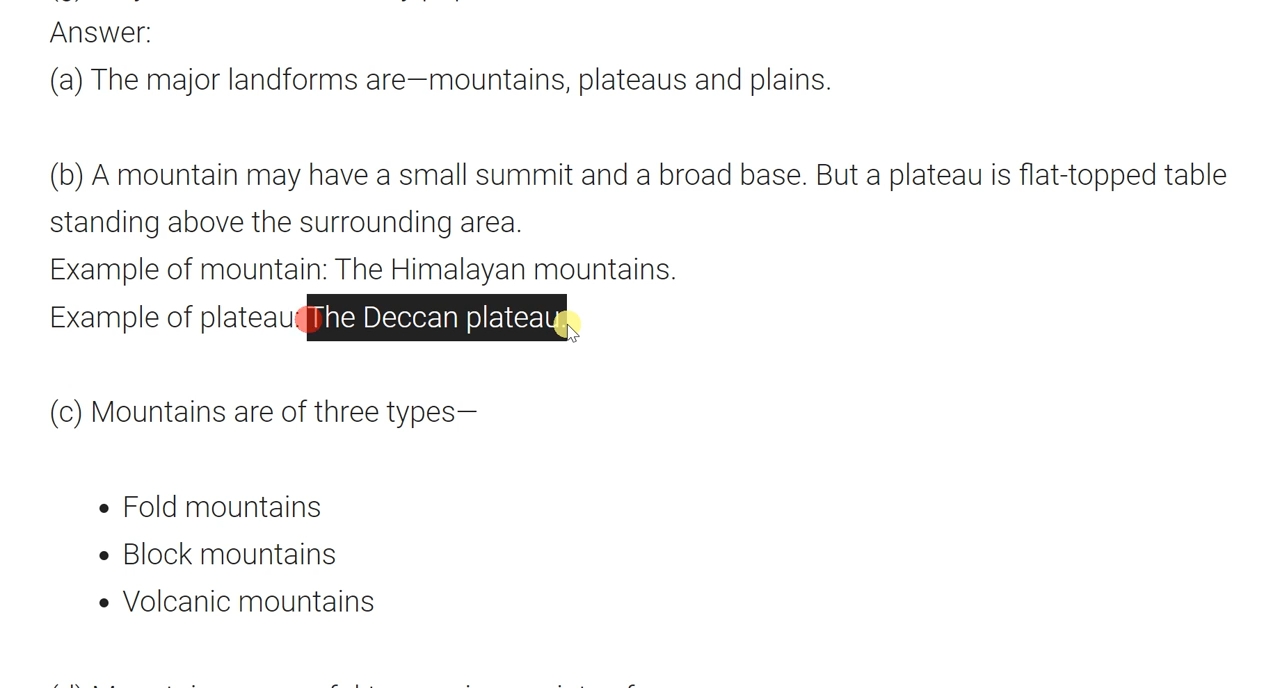 Answer:
(a) The major landforms are—mountains, plateaus and plains.
(b) A mountain may have a small summit and a broad base. But a plateau is flat-topped table
standing above the surrounding area.
Example of mountain: The Himalayan mountains.
Example of plateau: The Deccan plateau.
(c) Mountains are of three types—
• Fold mountains
• Block mountains
• Volcanic mountains